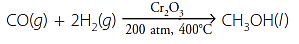 CO(g) + 2H₂(g) Cr₂O₃ → 200 atm, 400°C CH₃OH(l)